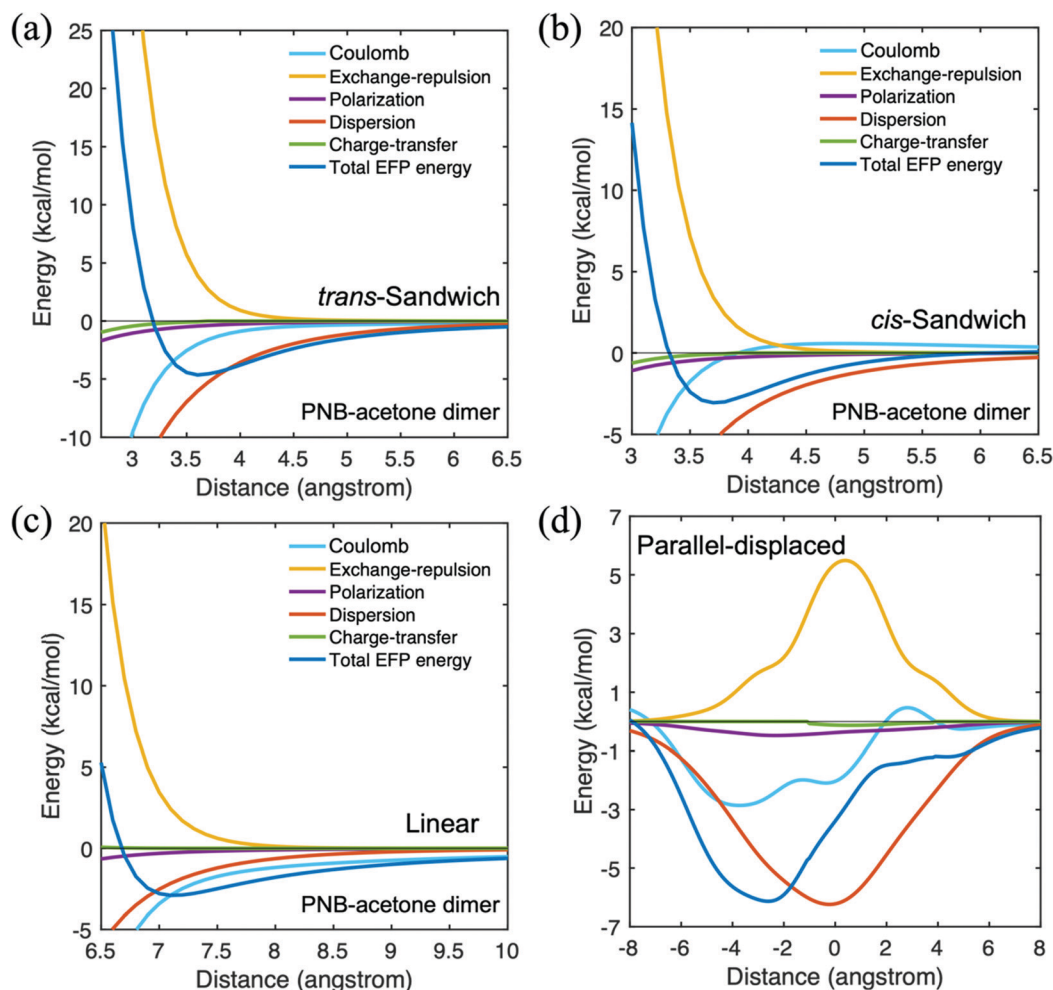 (a)
25
20
15
10
5
0
-5
-10
Energy (kcal/mol)
Coulomb
Exchange-repulsion
Polarization
Dispersion
Charge-transfer
Total EFP energy
trans-Sandwich
PNB-acetone dimer
3 3.5 4 4.5 5 5.5 6 6.5
Distance (angstrom)
(b)
20
15
10
5
0
-5
Energy (kcal/mol)
Coulomb
Exchange-repulsion
Polarization
Dispersion
Charge-transfer
Total EFP energy
cis-Sandwich
PNB-acetone dimer
3 3.5 4 4.5 5 5.5 6 6.5
Distance (angstrom)
(c)
20
15
10
5
0
-5
Energy (kcal/mol)
Coulomb
Exchange-repulsion
Polarization
Dispersion
Charge-transfer
Total EFP energy
Linear
PNB-acetone dimer
6.5 7 7.5 8 8.5 9 9.5 10
Distance (angstrom)
(d)
7
5
3
1
-1
-3
-5
-7
Energy (kcal/mol)
Parallel-displaced
-8 -6 -4 -2 0 2 4 6 8
Distance (angstrom)